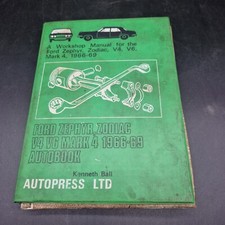 A Workshop Manual for the
Ford Zephyr, Zodiac, V4, V6,
Mark 4, 1966-69
FORD ZEPHYR, ZODIAC
V4 V6 MARK 4 1966-69
AUTOBOOK
Kenneth Ball
AUTOPRESS LTD